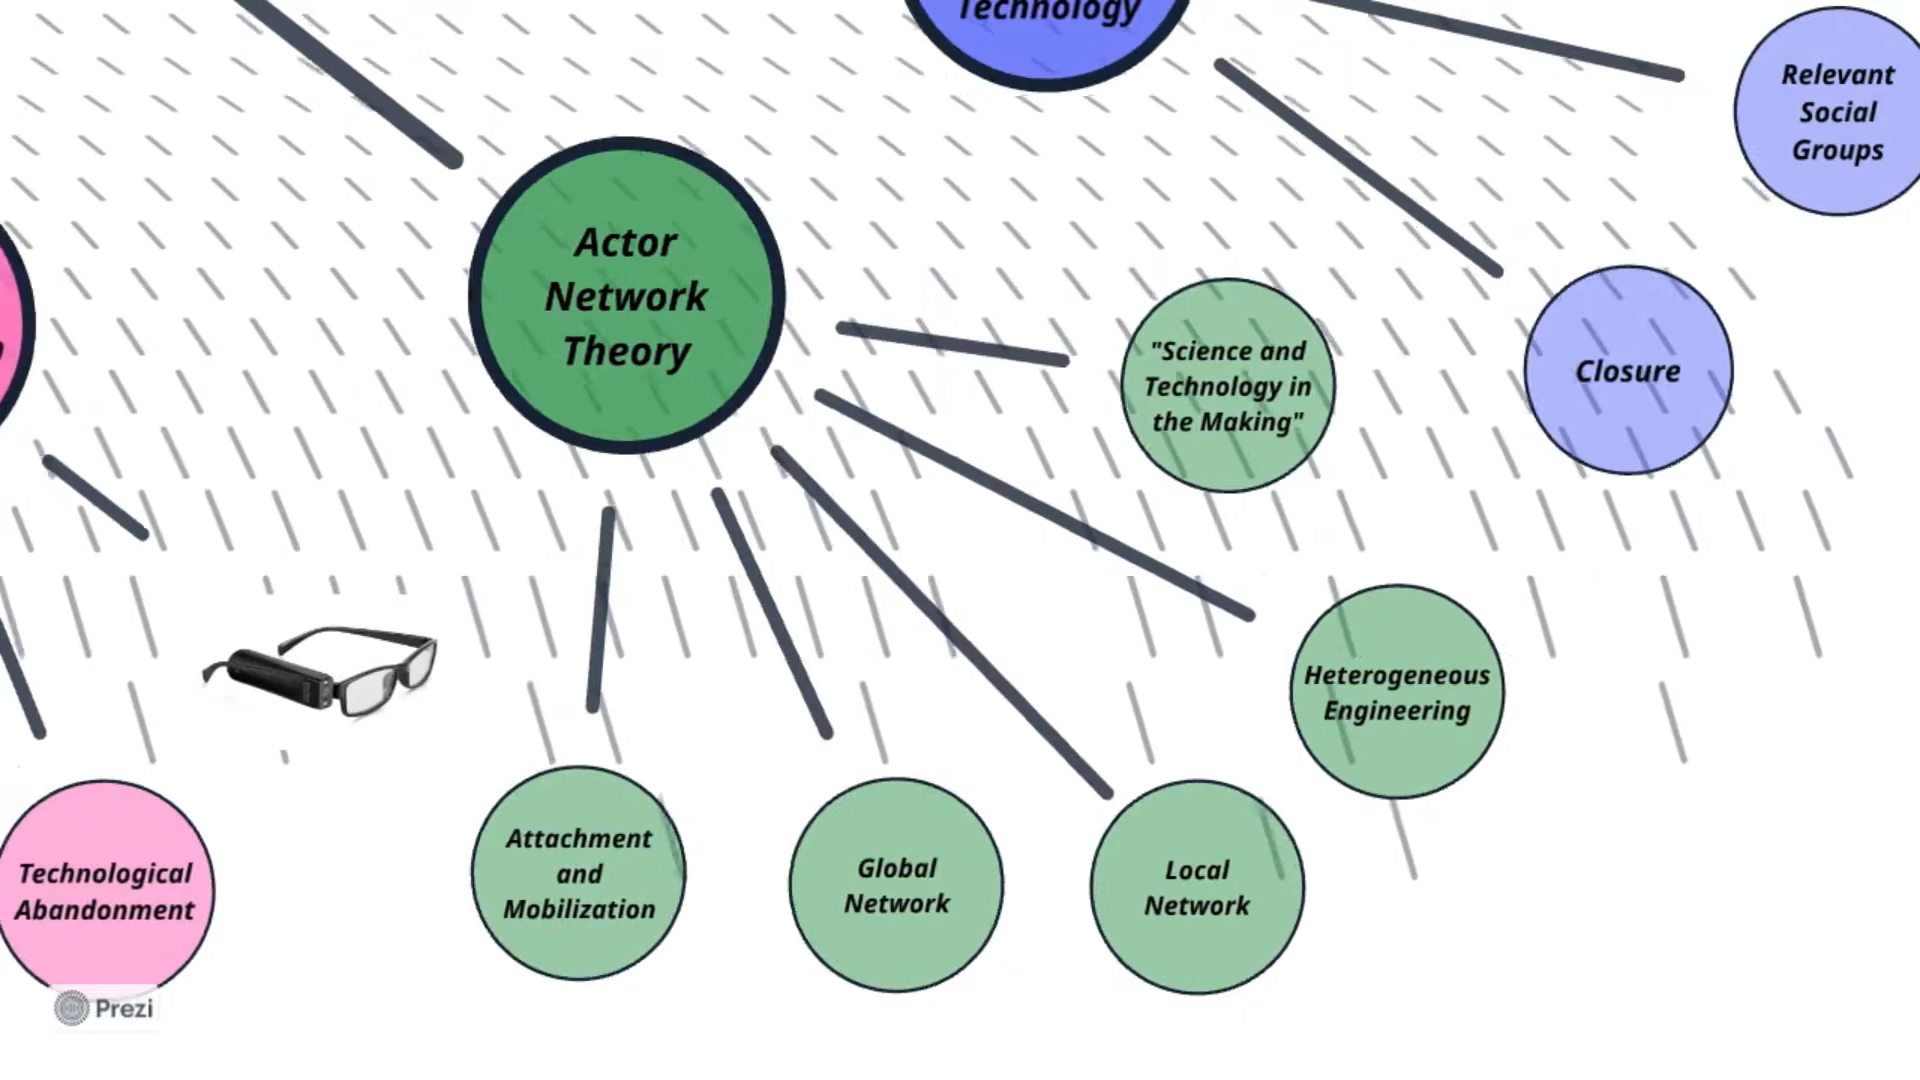 Technology
Relevant
Social
Groups
Actor
Network
Theory
"Science and
Technology in
the Making"
Closure
Heterogeneous
Engineering
Technological
Abandonment
Attachment
and
Mobilization
Global
Network
Local
Network
Prezi